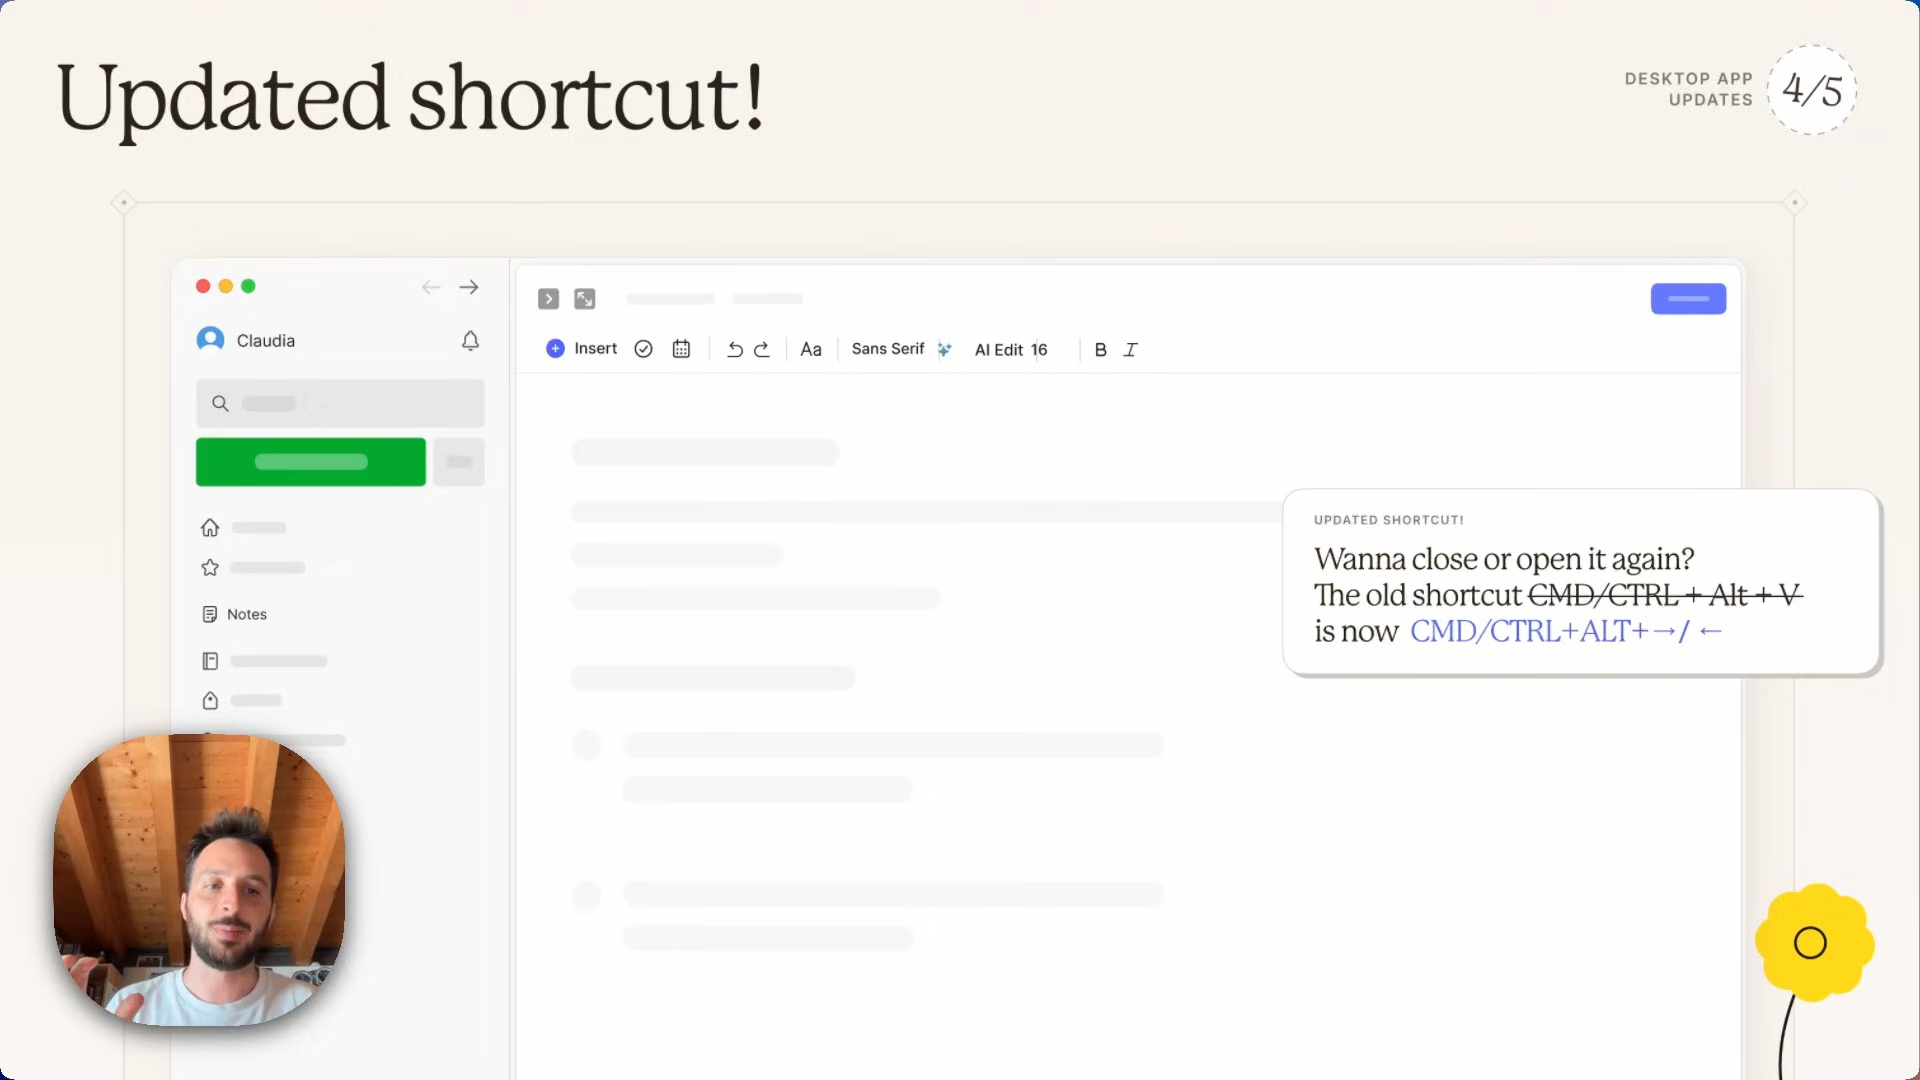 Updated shortcut!
DESKTOP APP
UPDATES
4/5
Claudia
Insert
Aa
Sans Serif
AI Edit 16
B I
Notes
UPDATED SHORTCUT!
Wanna close or open it again?
The old shortcut CMD/CTRL + Alt + V
is now CMD/CTRL+ALT+→/ ←